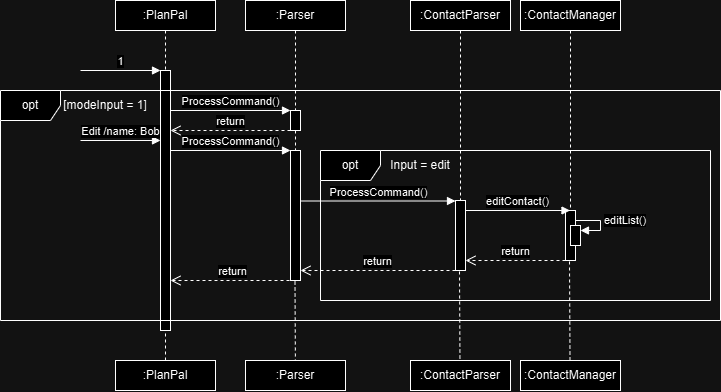 :PlanPal
:Parser
:ContactParser
:ContactManager
1
opt
[modeInput = 1]
ProcessCommand()
return
Edit /name: Bob
ProcessCommand()
opt
Input = edit
ProcessCommand()
editContact()
editList()
return
return
return
:PlanPal
:Parser
:ContactParser
:ContactManager